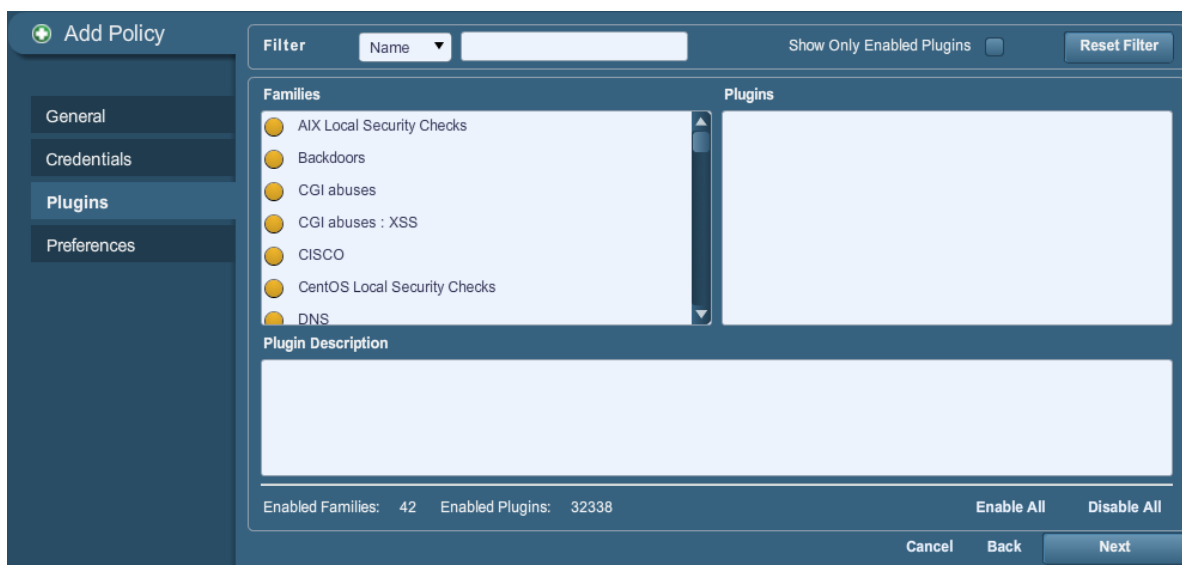 Add Policy
General
Credentials
Plugins
Preferences
Filter Name Show Only Enabled Plugins Reset Filter
Families
AIX Local Security Checks
Backdoors
CGI abuses
CGI abuses : XSS
CISCO
CentOS Local Security Checks
DNS
Plugins
Plugin Description
Enabled Families: 42 Enabled Plugins: 32338 Enable All Disable All
Cancel Back Next